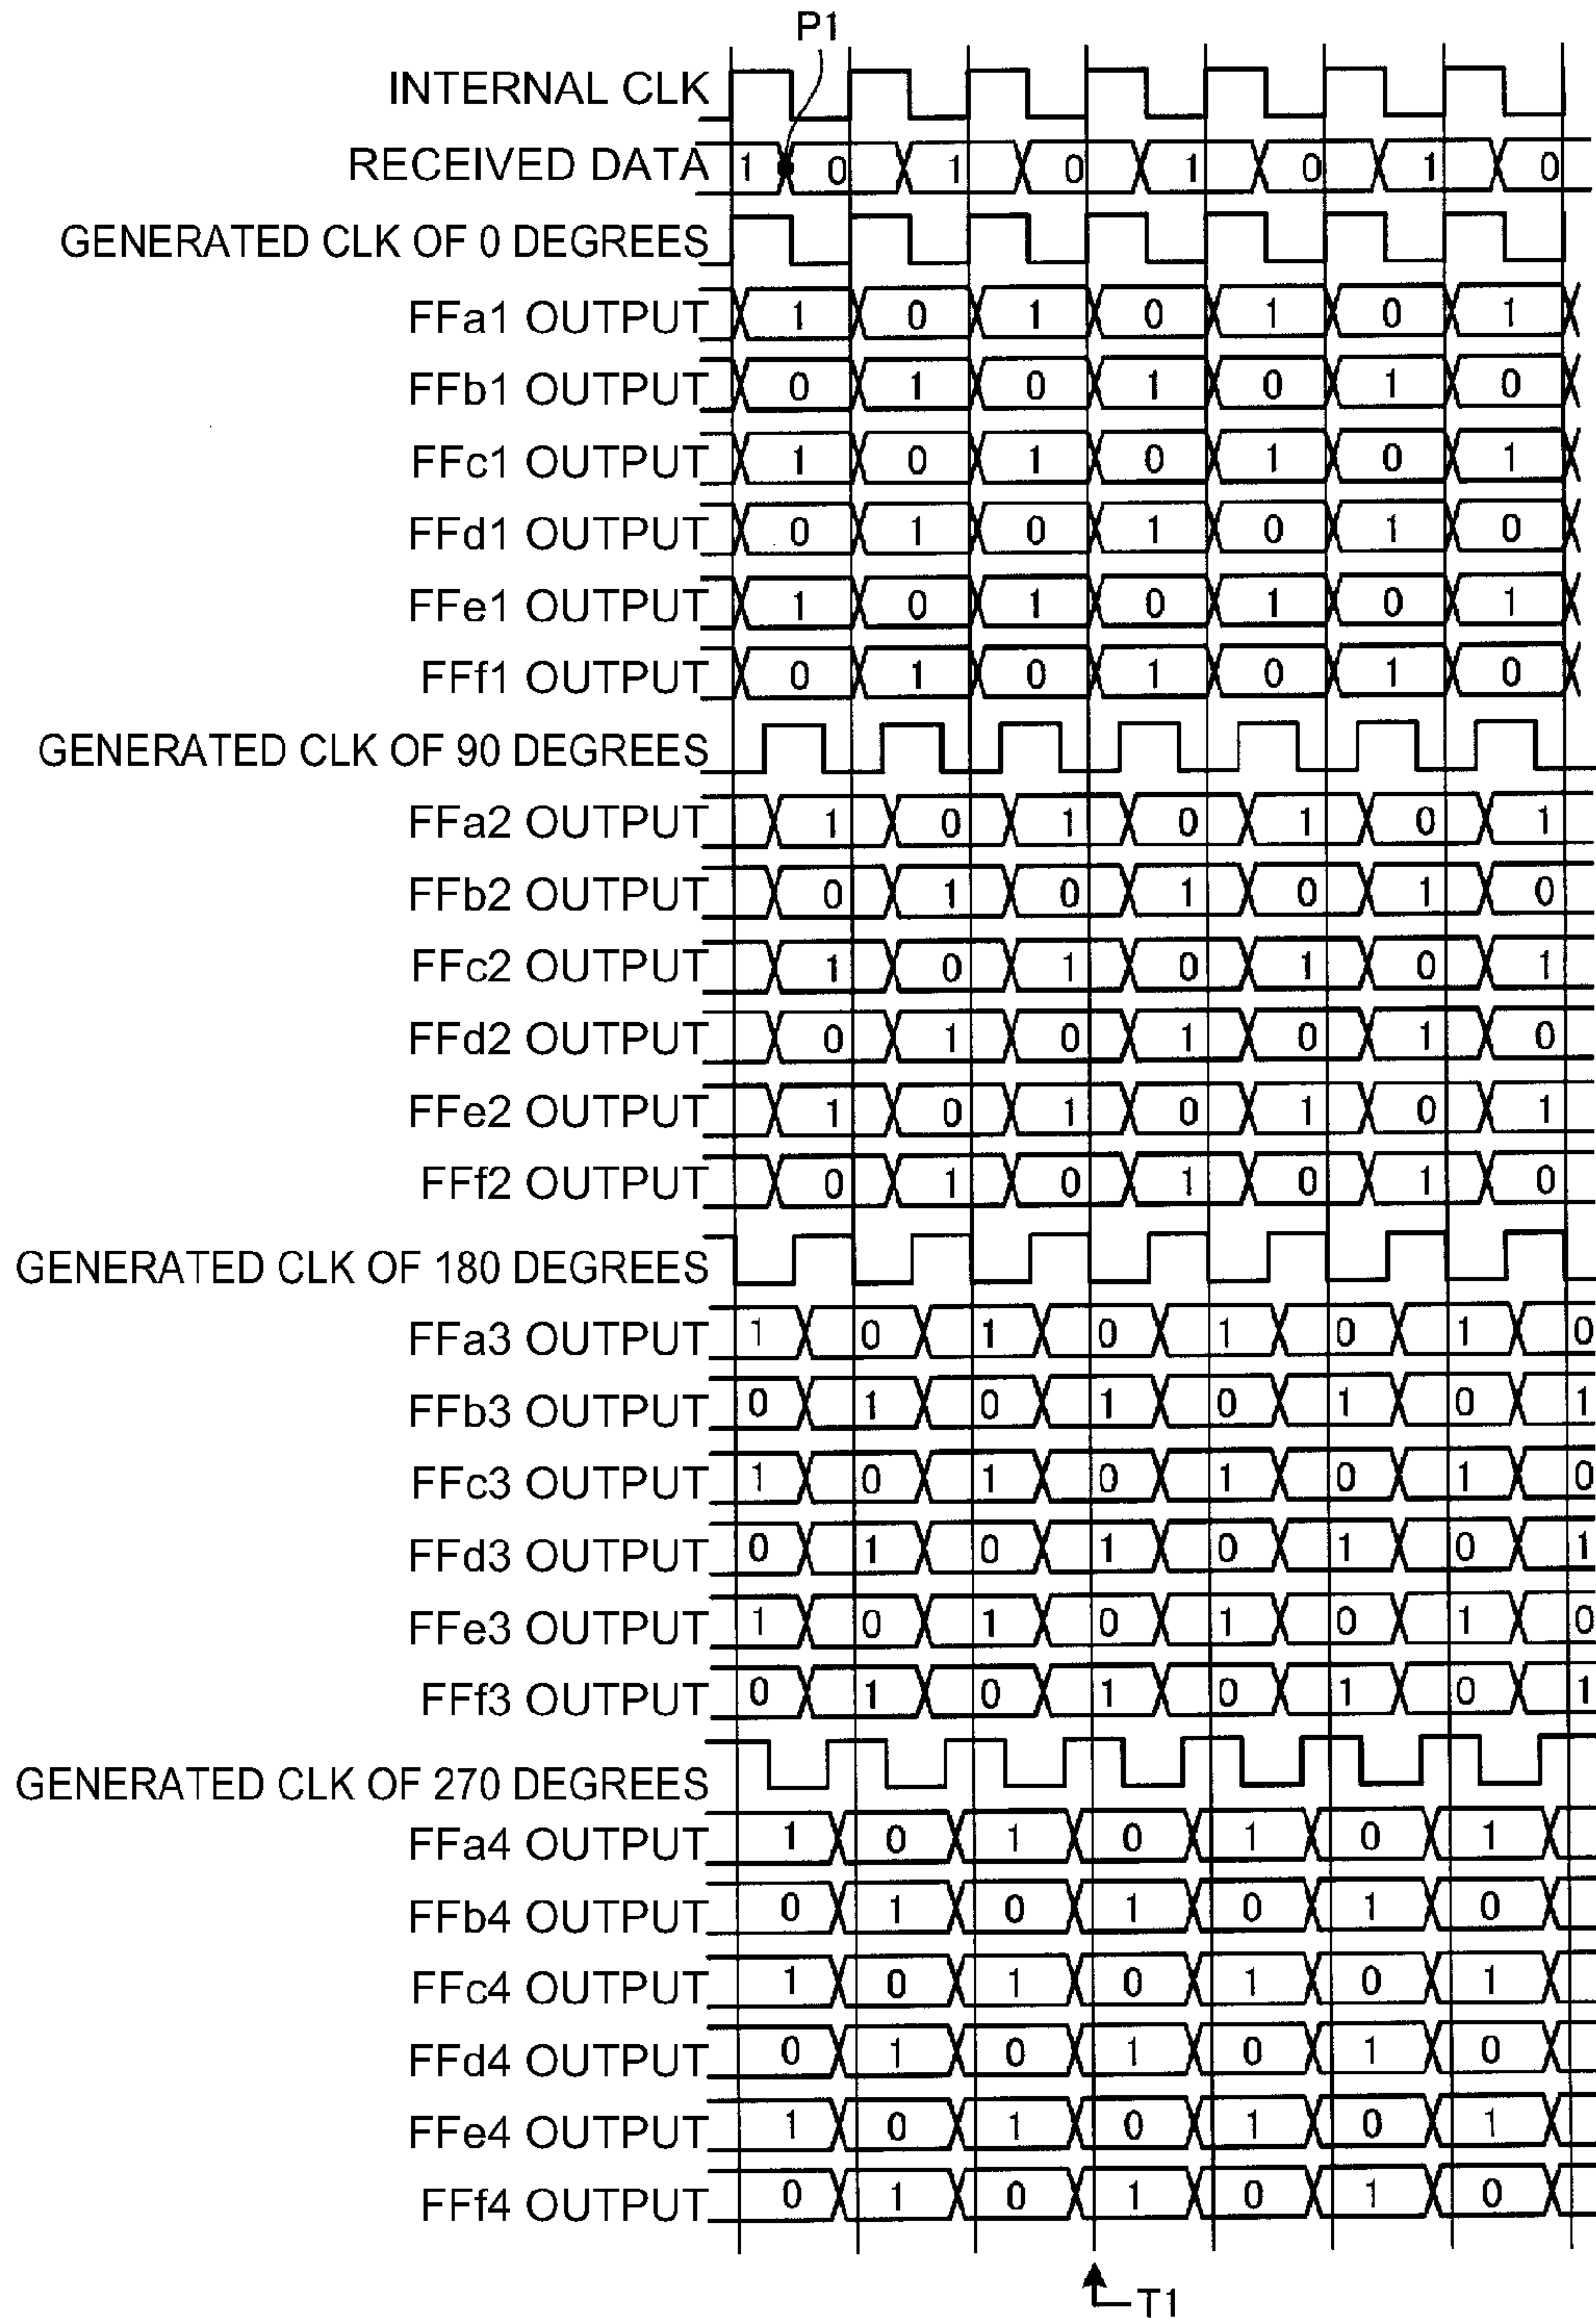 P1
INTERNAL CLK
RECEIVED DATA 1 0 1 0 1 0 1 0
GENERATED CLK OF 0 DEGREES
FFa1 OUTPUT 1 0 1 0 1 0 1
FFb1 OUTPUT 0 1 0 1 0 1 0
FFc1 OUTPUT 1 0 1 0 1 0 1
FFd1 OUTPUT 0 1 0 1 0 1 0
FFe1 OUTPUT 1 0 1 0 1 0 1
FFf1 OUTPUT 0 1 0 1 0 1 0
GENERATED CLK OF 90 DEGREES
FFa2 OUTPUT 1 0 1 0 1 0 1
FFb2 OUTPUT 0 1 0 1 0 1 0
FFc2 OUTPUT 1 0 1 0 1 0 1
FFd2 OUTPUT 0 1 0 1 0 1 0
FFe2 OUTPUT 1 0 1 0 1 0 1
FFf2 OUTPUT 0 1 0 1 0 1 0
GENERATED CLK OF 180 DEGREES
FFa3 OUTPUT 1 0 1 0 1 0 1 0
FFb3 OUTPUT 0 1 0 1 0 1 0 1
FFc3 OUTPUT 1 0 1 0 1 0 1 0
FFd3 OUTPUT 0 1 0 1 0 1 0 1
FFe3 OUTPUT 1 0 1 0 1 0 1 0
FFf3 OUTPUT 0 1 0 1 0 1 0 1
GENERATED CLK OF 270 DEGREES
FFa4 OUTPUT 1 0 1 0 1 0 1
FFb4 OUTPUT 0 1 0 1 0 1 0
FFc4 OUTPUT 1 0 1 0 1 0 1
FFd4 OUTPUT 0 1 0 1 0 1 0
FFe4 OUTPUT 1 0 1 0 1 0 1
FFf4 OUTPUT 0 1 0 1 0 1 0
T1